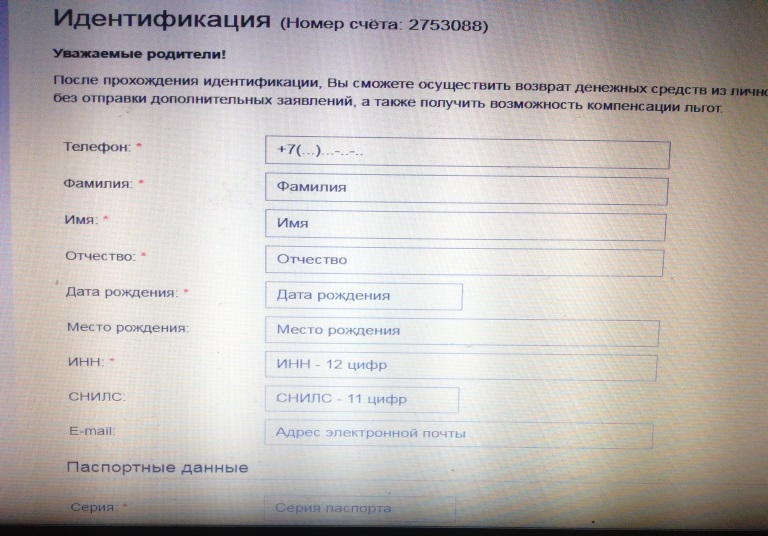 Идентификация (Номер счёта: 2753088)
Уважаемые родители!
После прохождения идентификации, Вы сможете осуществить возврат денежных средств из лично
без отправки дополнительных заявлений, а также получить возможность компенсации льгот.
Телефон: * +7(...)...-..-..
Фамилия: * Фамилия
Имя: * Имя
Отчество: * Отчество
Дата рождения: * Дата рождения
Место рождения: Место рождения
ИНН: * ИНН - 12 цифр
СНИЛС: СНИЛС - 11 цифр
E-mail: Адрес электронной почты
Паспортные данные
Серия: * Серия паспорта